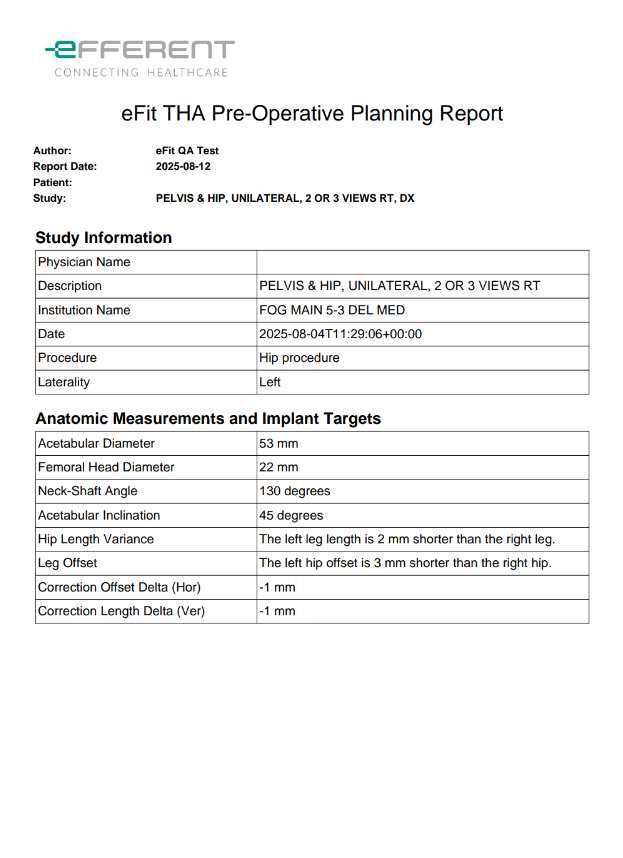 EFFERENT
CONNECTING HEALTHCARE
eFit THA Pre-Operative Planning Report
Author: eFit QA Test
Report Date: 2025-08-12
Patient:
Study: PELVIS & HIP, UNILATERAL, 2 OR 3 VIEWS RT, DX
Study Information
Physician Name
Description PELVIS & HIP, UNILATERAL, 2 OR 3 VIEWS RT
Institution Name FOG MAIN 5-3 DEL MED
Date 2025-08-04T11:29:06+00:00
Procedure Hip procedure
Laterality Left
Anatomic Measurements and Implant Targets
Acetabular Diameter 53 mm
Femoral Head Diameter 22 mm
Neck-Shaft Angle 130 degrees
Acetabular Inclination 45 degrees
Hip Length Variance The left leg length is 2 mm shorter than the right leg.
Leg Offset The left hip offset is 3 mm shorter than the right hip.
Correction Offset Delta (Hor) -1 mm
Correction Length Delta (Ver) -1 mm